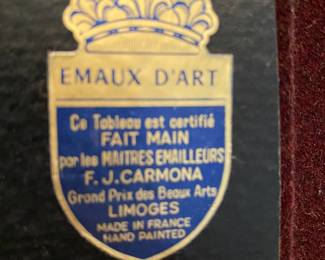 EMAUX D'ART
Ce Tableau est certifié
FAIT MAIN
par les MAITRES EMAILLEURS
F. J. CARMONA
Grand Prix des Beaux Arts
LIMOGES
MADE IN FRANCE
HAND PAINTED